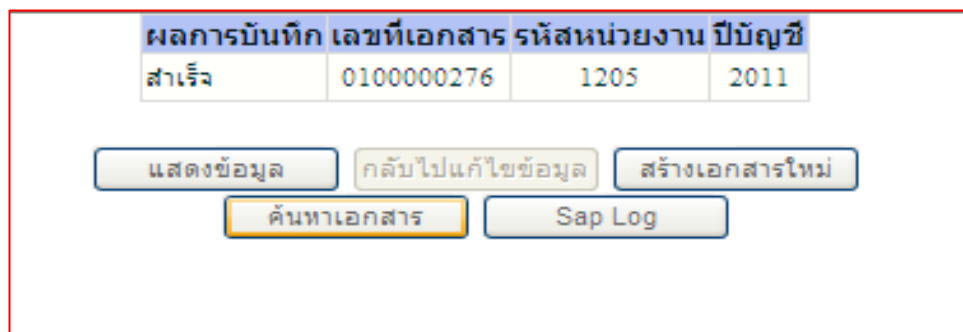 ผลการบันทึก เลขที่เอกสาร รหัสหน่วยงาน ปีบัญชี
สำเร็จ 0100000276 1205 2011
แสดงข้อมูล กลับไปแก้ไขข้อมูล สร้างเอกสารใหม่
ค้นหาเอกสาร Sap Log